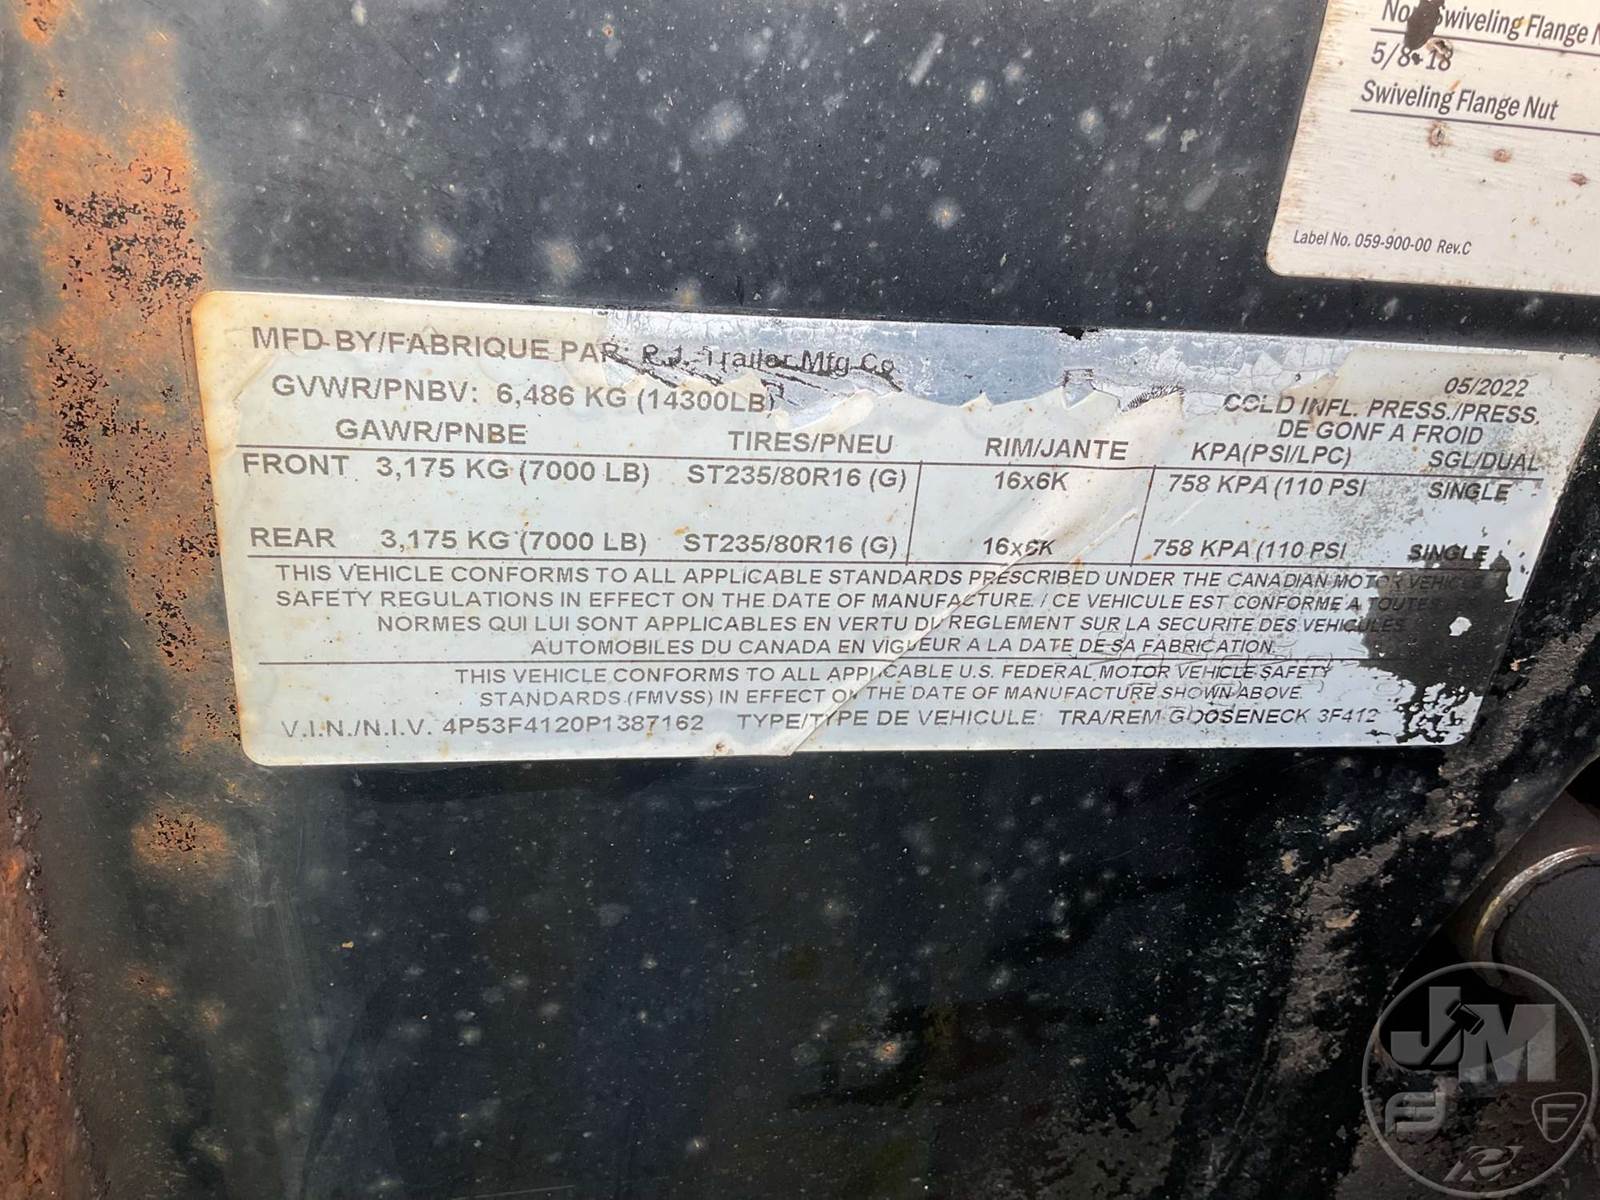 Swiveling Flange
5/8-18
Swiveling Flange Nut
Label No. 059-900-00 Rev.C
MFD BY/FABRIQUE PAR: P.J. Trailer Mfg Co
GVWR/PNBV: 6,486 KG (14300LB) 05/2022
COLD INFL. PRESS./PRESS.
DE GONF A FROID
GAWR/PNBE TIRES/PNEU RIM/JANTE KPA(PSI/LPC) SGL/DUAL
FRONT 3,175 KG (7000 LB) ST235/80R16 (G) 16x6K 758 KPA (110 PSI SINGLE
REAR 3,175 KG (7000 LB) ST235/80R16 (G) 16x6K 758 KPA (110 PSI SINGLE
THIS VEHICLE CONFORMS TO ALL APPLICABLE STANDARDS PRESCRIBED UNDER THE CANADIAN MOTOR VEHICLE
SAFETY REGULATIONS IN EFFECT ON THE DATE OF MANUFACTURE. / CE VEHICULE EST CONFORME A TOUTES
NORMES QUI LUI SONT APPLICABLES EN VERTU DU REGLEMENT SUR LA SECURITE DES VEHICULES
AUTOMOBILES DU CANADA EN VIGUEUR A LA DATE DE SA FABRICATION.
THIS VEHICLE CONFORMS TO ALL APPLICABLE U.S. FEDERAL MOTOR VEHICLE SAFETY
STANDARDS (FMVSS) IN EFFECT ON THE DATE OF MANUFACTURE SHOWN ABOVE.
V.I.N./N.I.V. 4P53F4120P1387162 TYPE/TYPE DE VEHICULE: TRA/REM GOOSENECK 3F412
JM